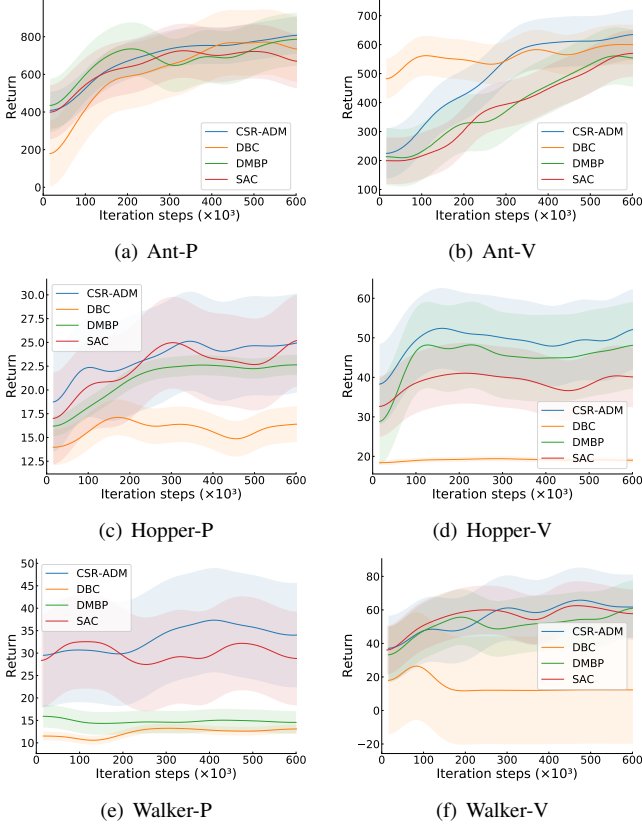 800
600
400
200
0
Return
CSR-ADM
DBC
DMBP
SAC
0 100 200 300 400 500 600
Iteration steps (×10³)
(a) Ant-P
700
600
500
400
300
200
100
Return
CSR-ADM
DBC
DMBP
SAC
0 100 200 300 400 500 600
Iteration steps (×10³)
(b) Ant-V
30.0
27.5
25.0
22.5
20.0
17.5
15.0
12.5
Return
CSR-ADM
DBC
DMBP
SAC
0 100 200 300 400 500 600
Iteration steps (×10³)
(c) Hopper-P
60
50
40
30
20
Return
CSR-ADM
DBC
DMBP
SAC
0 100 200 300 400 500 600
Iteration steps (×10³)
(d) Hopper-V
50
45
40
35
30
25
20
15
10
Return
CSR-ADM
DBC
DMBP
SAC
0 100 200 300 400 500 600
Iteration steps (×10³)
(e) Walker-P
80
60
40
20
0
−20
Return
CSR-ADM
DBC
DMBP
SAC
0 100 200 300 400 500 600
Iteration steps (×10³)
(f) Walker-V